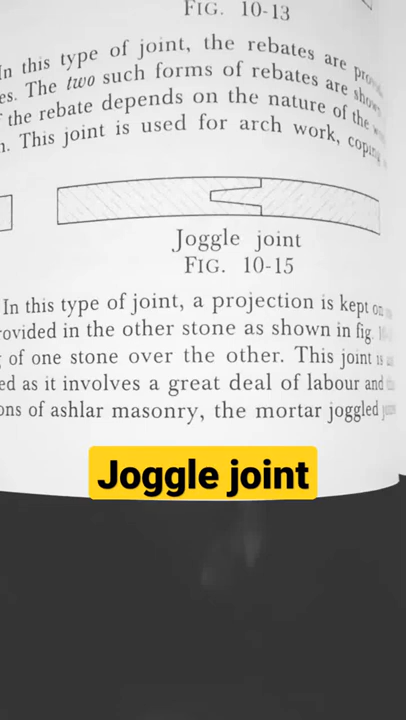 FIG. 10-13
In this type of joint, the rebates are
es. The two such forms of rebates are
the rebate depends on the nature of the
This joint is used for arch work,
Joggle joint
FIG. 10-15
In this type of joint, a projection is kept on
rovided in the other stone as shown in fig.
of one stone over the other. This joint is
ed as it involves a great deal of labour and
ons of ashlar masonry, the mortar joggled
Joggle joint